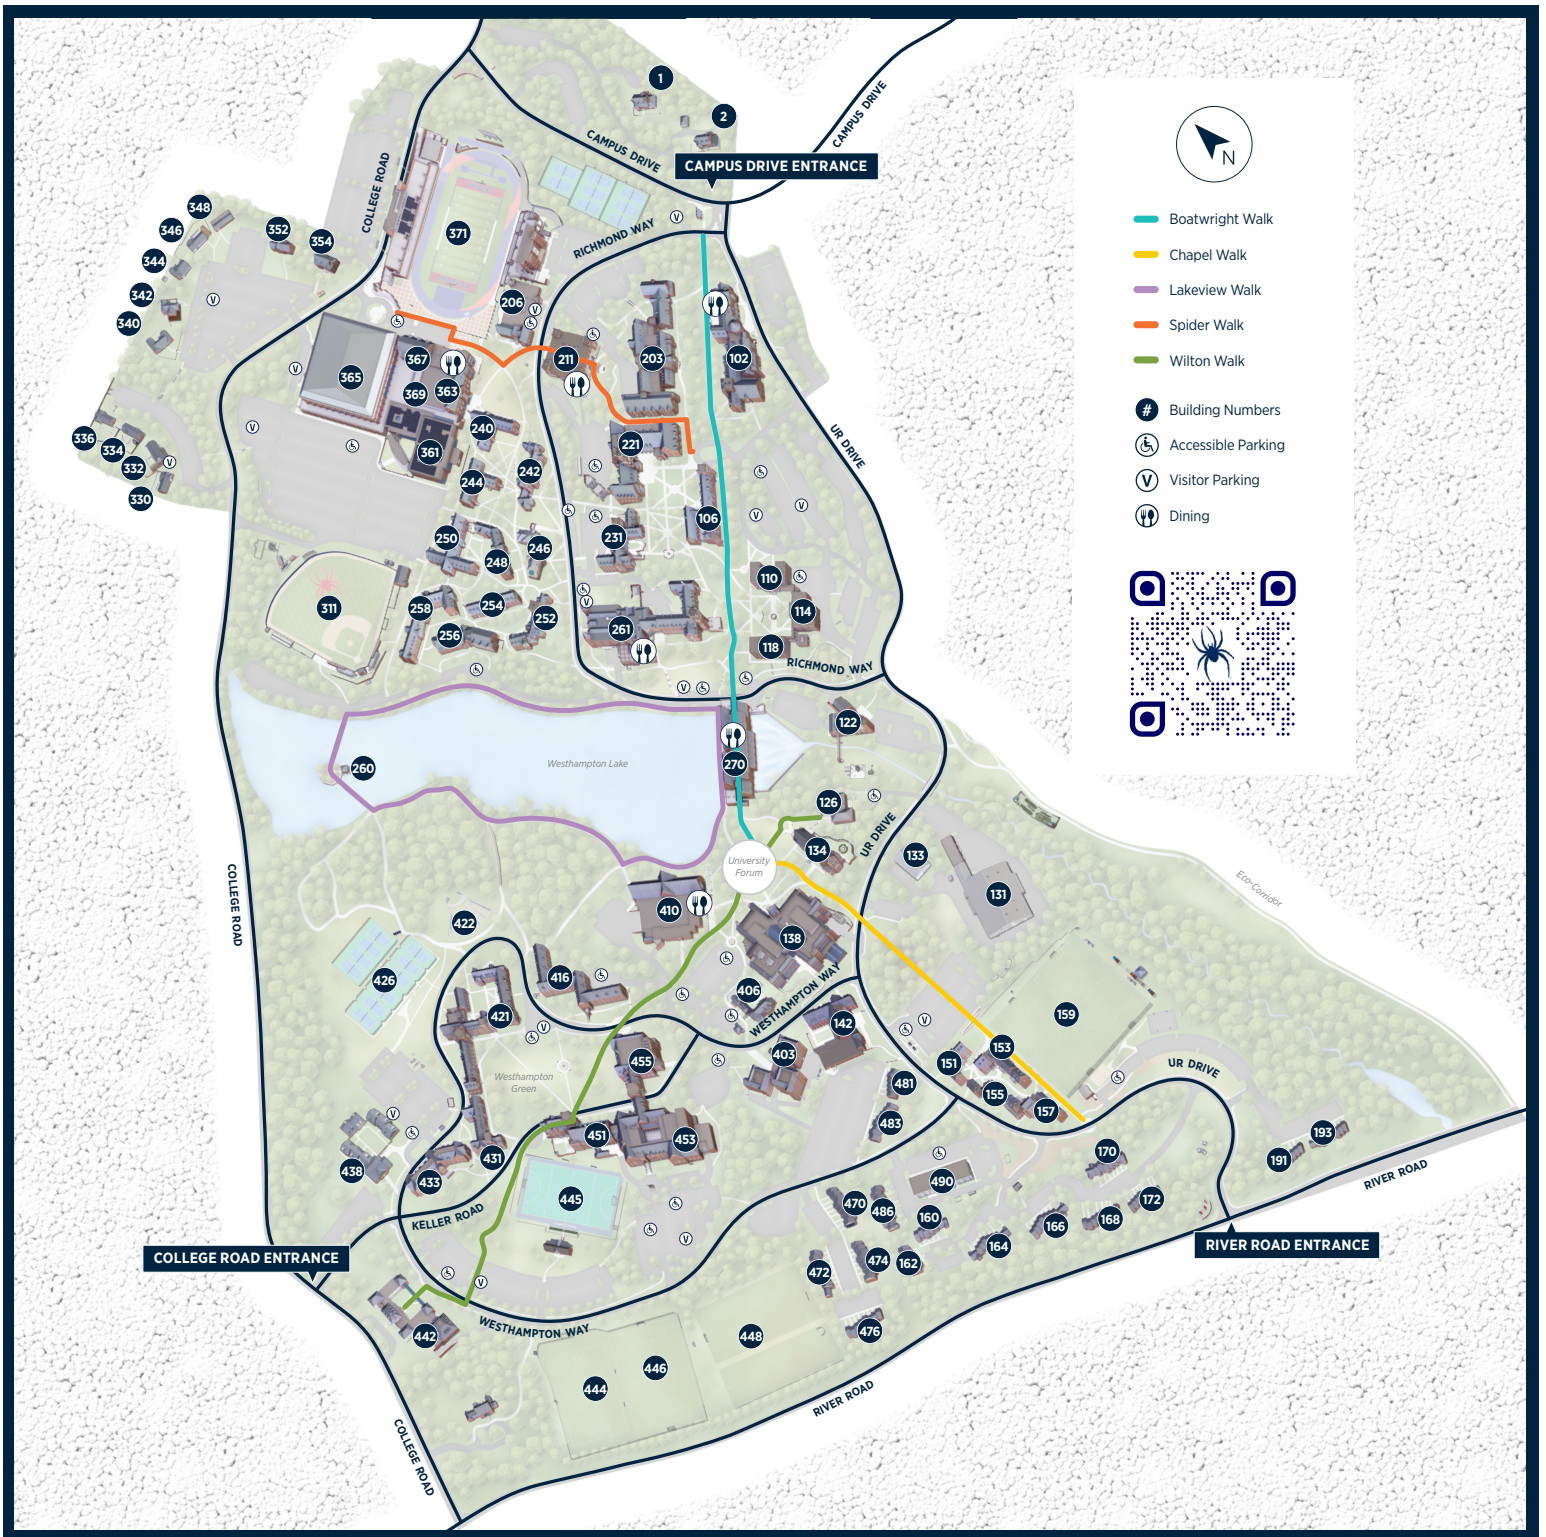 1
2
CAMPUS DRIVE
CAMPUS DRIVE
CAMPUS DRIVE ENTRANCE
COLLEGE ROAD
RICHMOND WAY
V
N
Boatwright Walk
Chapel Walk
Lakeview Walk
Spider Walk
Wilton Walk
# Building Numbers
Accessible Parking
V Visitor Parking
Dining
348
346
352
354
344
342
340
371
206
V
V
211
203
102
367
365
369
363
V
V
240
221
361
UR DRIVE
336
334
332
V
330
242
244
106
V
V
250
231
246
248
110
311
258
254
252
V
114
256
261
118
RICHMOND WAY
V
122
260
Westhampton Lake
270
126
UR DRIVE
134
133
University
Forum
131
Eco-Corridor
COLLEGE ROAD
410
422
138
426
416
406
WESTHAMPTON WAY
421
V
142
V
159
455
403
153
151
UR DRIVE
Westhampton
Green
481
155
157
V
483
451
453
193
191
438
431
433
170
490
RIVER ROAD
445
470
486
160
172
168
166
KELLER ROAD
V
164
COLLEGE ROAD ENTRANCE
RIVER ROAD ENTRANCE
474
162
472
V
442
WESTHAMPTON WAY
448
476
446
444
RIVER ROAD
COLLEGE ROAD